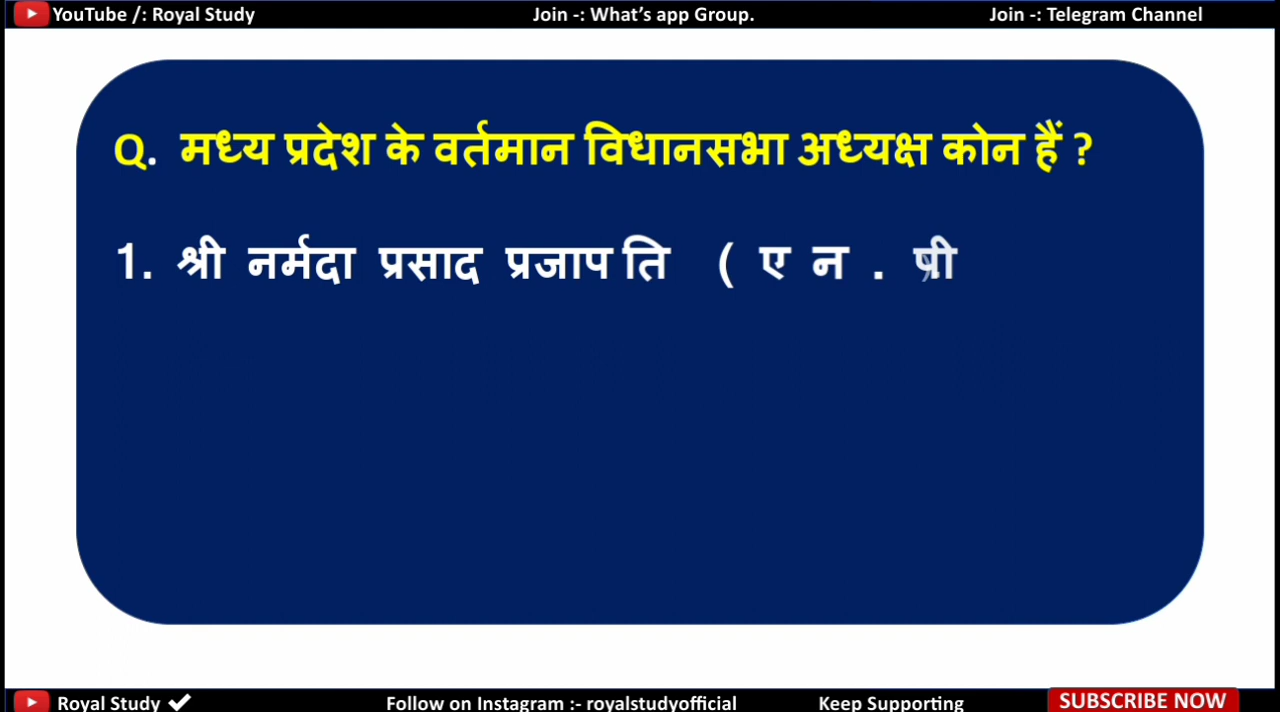 YouTube /: Royal Study Join -: What’s app Group. Join -: Telegram Channel
Q. मध्य प्रदेश के वर्तमान विधानसभा अध्यक्ष कोन हैं ?
1. श्री नर्मदा प्रसाद प्रजापति ( एन . पी
Royal Study ✔ Follow on Instagram :- royalstudyofficial Keep Supporting SUBSCRIBE NOW